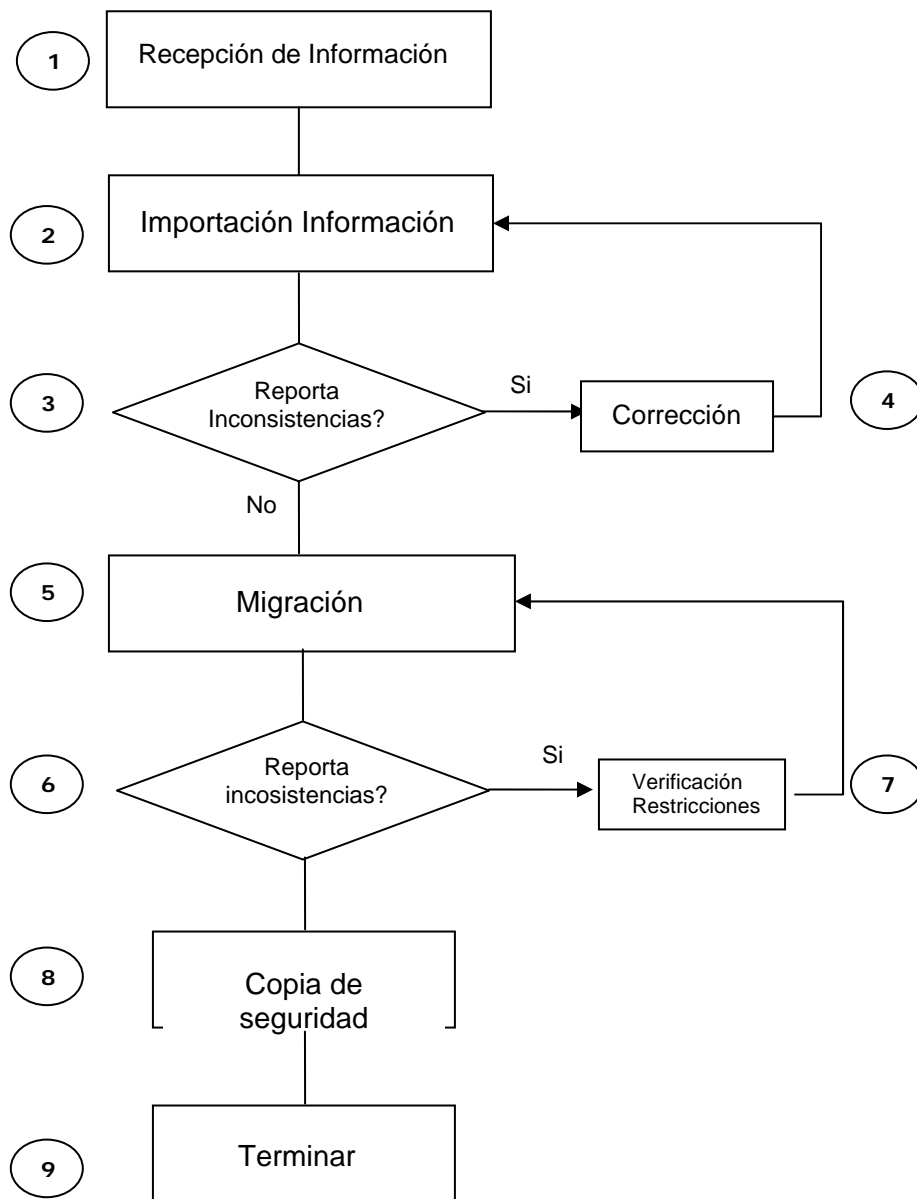 1
Recepción de Información
2
Importación Información
3
Reporta
Inconsistencias?
Si
Corrección
4
No
5
Migración
6
Reporta
incosistencias?
Si
Verificación
Restricciones
7
8
Copia de
seguridad
9
Terminar